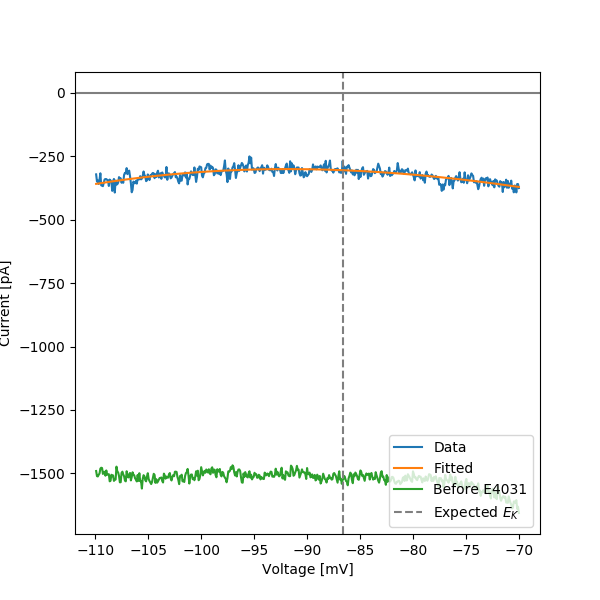 0
−250
−500
−750
−1000
−1250
−1500
Current [pA]
−110
−105
−100
−95
−90
−85
−80
−75
−70
Voltage [mV]
Data
Fitted
Before E4031
Expected E_K